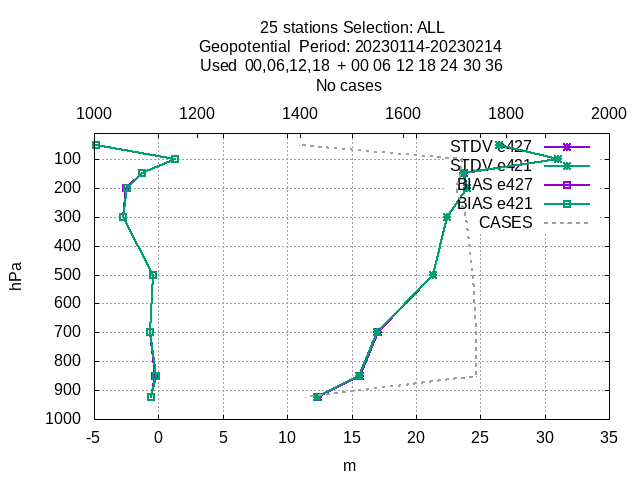 25 stations Selection: ALL
Geopotential  Period: 20230114-20230214
Used  00,06,12,18  + 00 06 12 18 24 30 36
No cases
1000 1200 1400 1600 1800 2000
STDV e427
STDV e421
BIAS e427
BIAS e421
CASES
hPa
100
200
300
400
500
600
700
800
900
1000
-5 0 5 10 15 20 25 30 35
m